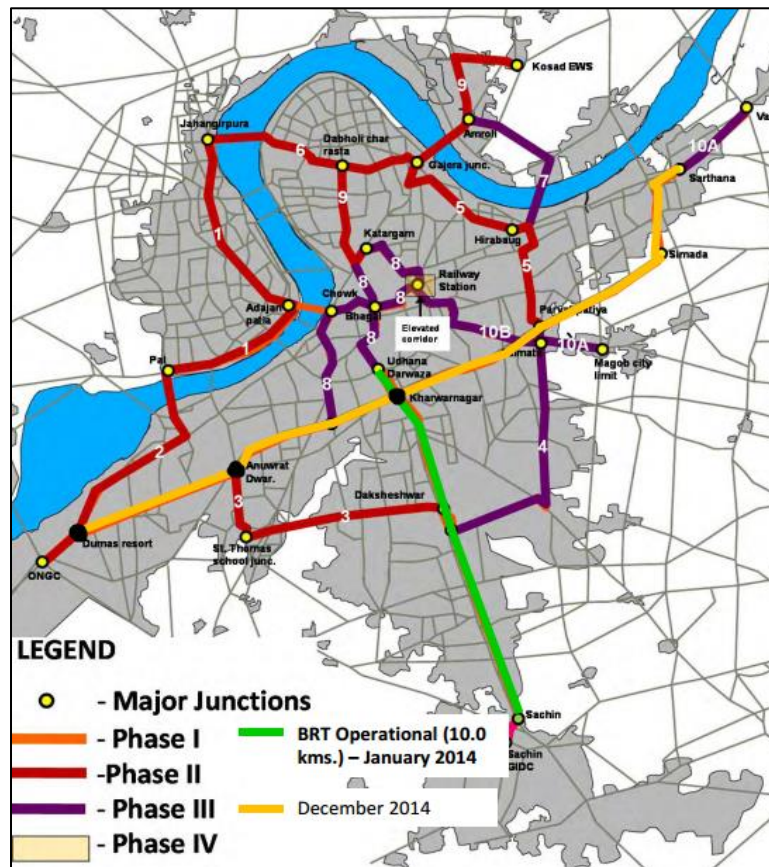 Kosad EWS
9
Amroli
Jahangirpura
Dabholi char
rasta
6
Gajera junc.
10A
Sarthana
7
1
9
5
Hirabaug
Katargam
8
5
Simada
Railway
Station
8
8
Chowk
Bhagal
Adajan
patia
Elevated
corridor
10B
10A
Magob city
limit
Pal
1
8
Udhana
Darwaza
8
Kharwarnagar
2
4
Anuwrat
Dwar.
3
Daksheshwar
3
St. Thomas
school junc.
Dumas resort
ONGC
Sachin
Sachin
GIDC
LEGEND
- Major Junctions
- Phase I
-Phase II
- Phase III
- Phase IV
BRT Operational (10.0
kms.) – January 2014
December 2014